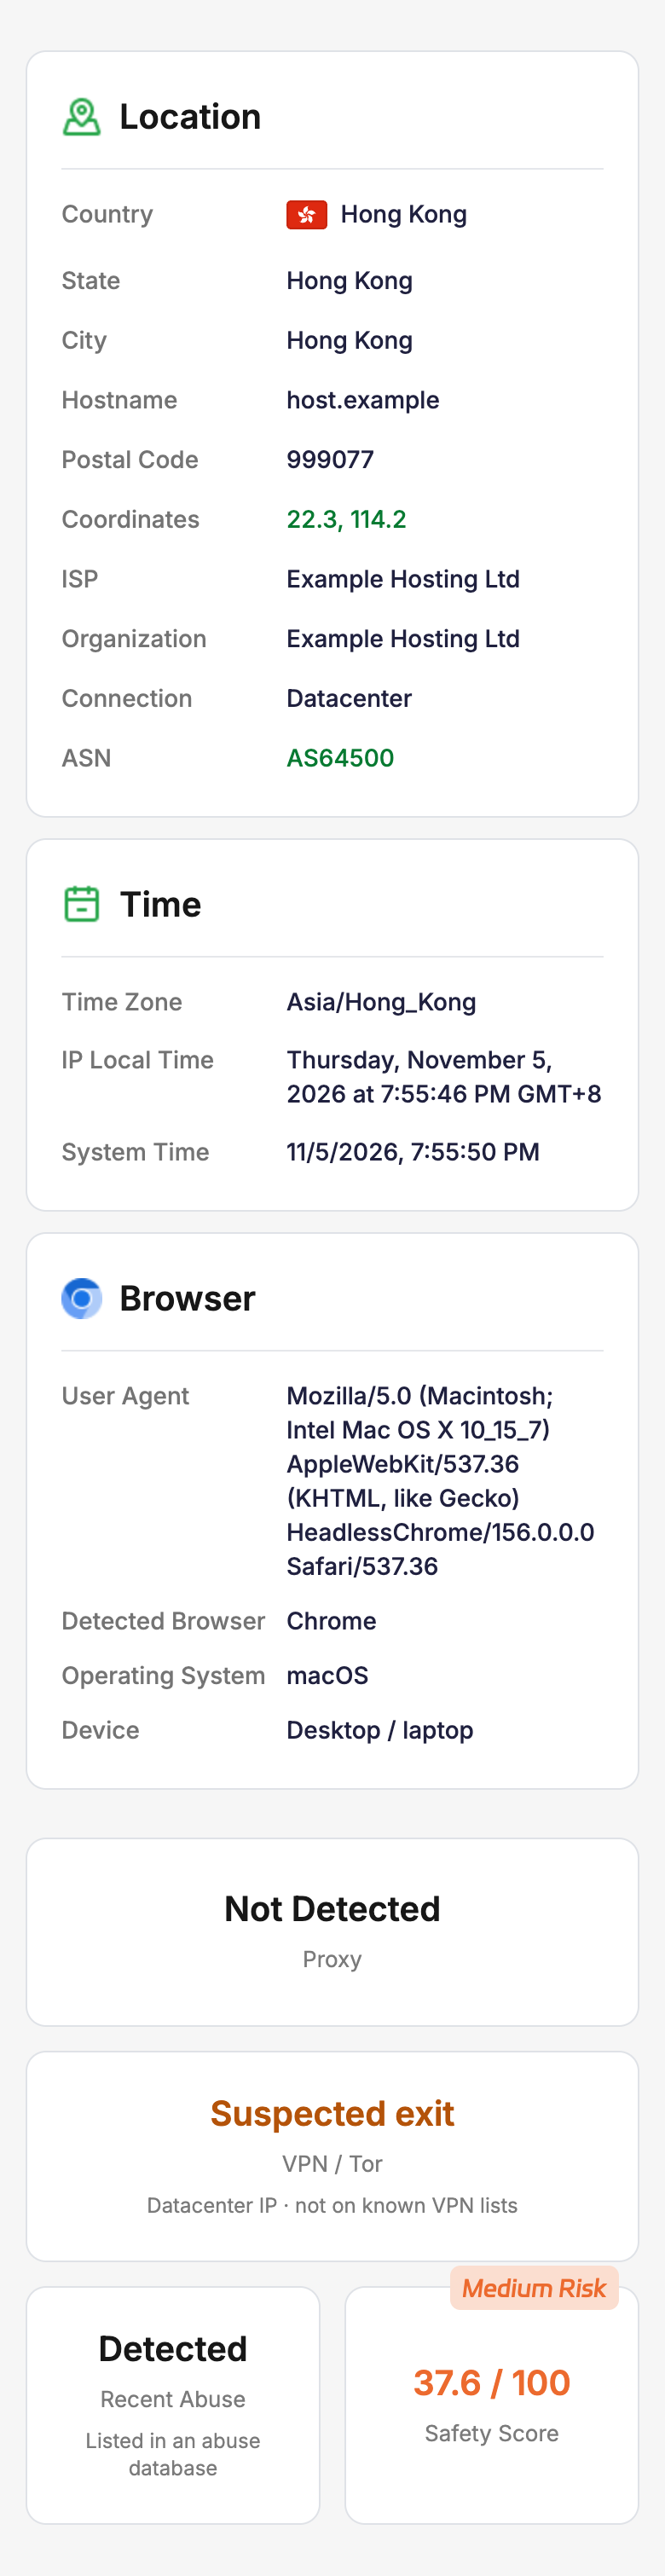 Location
Country Hong Kong
State Hong Kong
City Hong Kong
Hostname host.example
Postal Code 999077
Coordinates 22.3, 114.2
ISP Example Hosting Ltd
Organization Example Hosting Ltd
Connection Datacenter
ASN AS64500
Time
Time Zone Asia/Hong_Kong
IP Local Time Thursday, November 5,
2026 at 7:55:46 PM GMT+8
System Time 11/5/2026, 7:55:50 PM
Browser
User Agent Mozilla/5.0 (Macintosh;
Intel Mac OS X 10_15_7)
AppleWebKit/537.36
(KHTML, like Gecko)
HeadlessChrome/156.0.0.0
Safari/537.36
Detected Browser Chrome
Operating System macOS
Device Desktop / laptop
Not Detected
Proxy
Suspected exit
VPN / Tor
Datacenter IP · not on known VPN lists
Detected
Recent Abuse
Listed in an abuse
database
Medium Risk
37.6 / 100
Safety Score